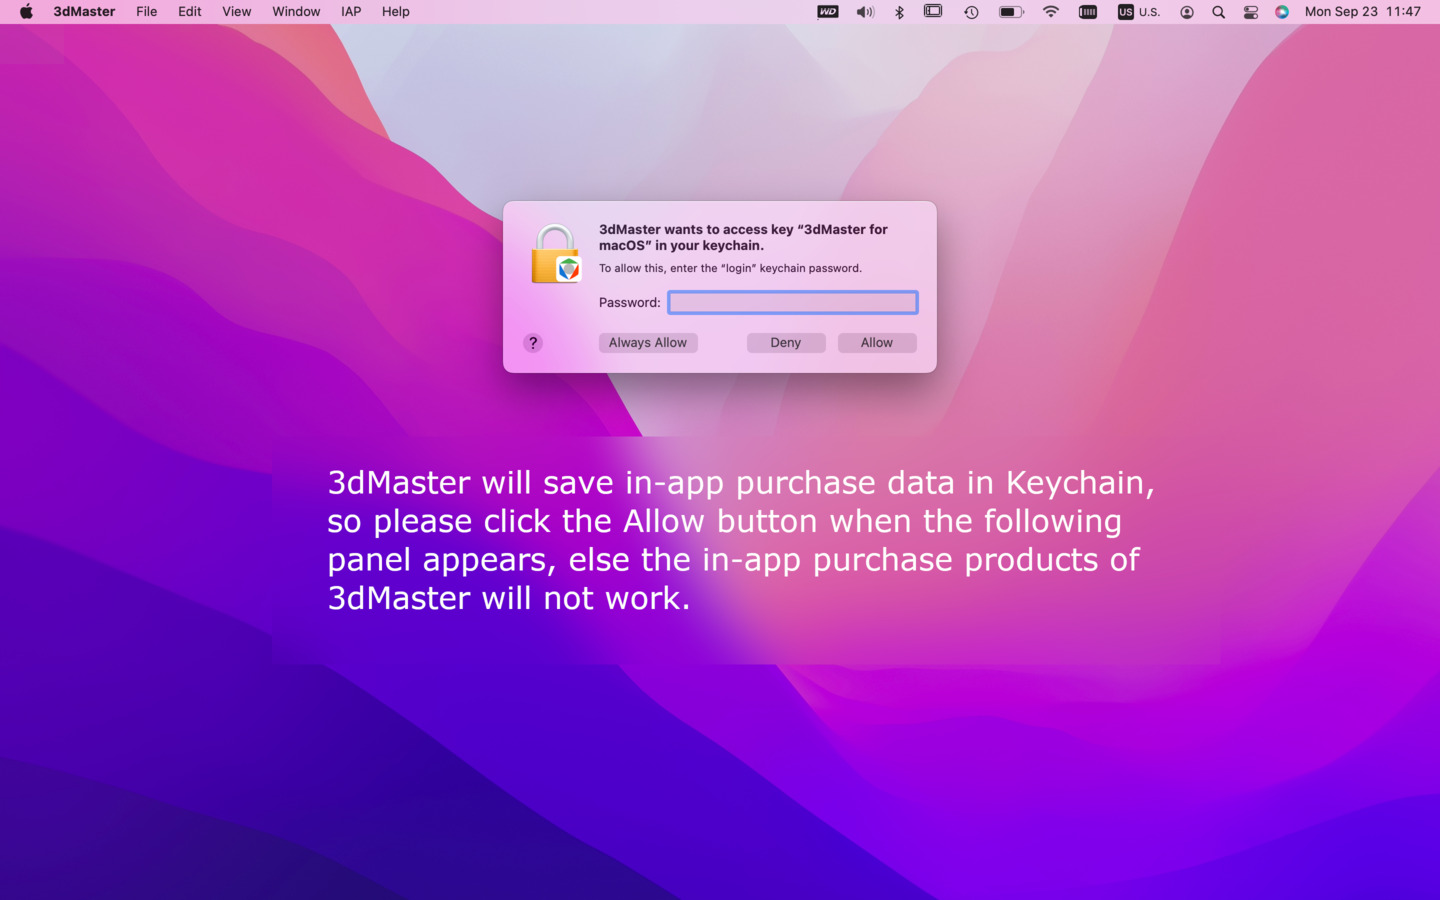 3dMaster File Edit View Window IAP Help WD US U.S. Mon Sep 23 11:47
3dMaster wants to access key “3dMaster for
macOS” in your keychain.
To allow this, enter the “login” keychain password.
Password:
? Always Allow Deny Allow
3dMaster will save in-app purchase data in Keychain,
so please click the Allow button when the following
panel appears, else the in-app purchase products of
3dMaster will not work.